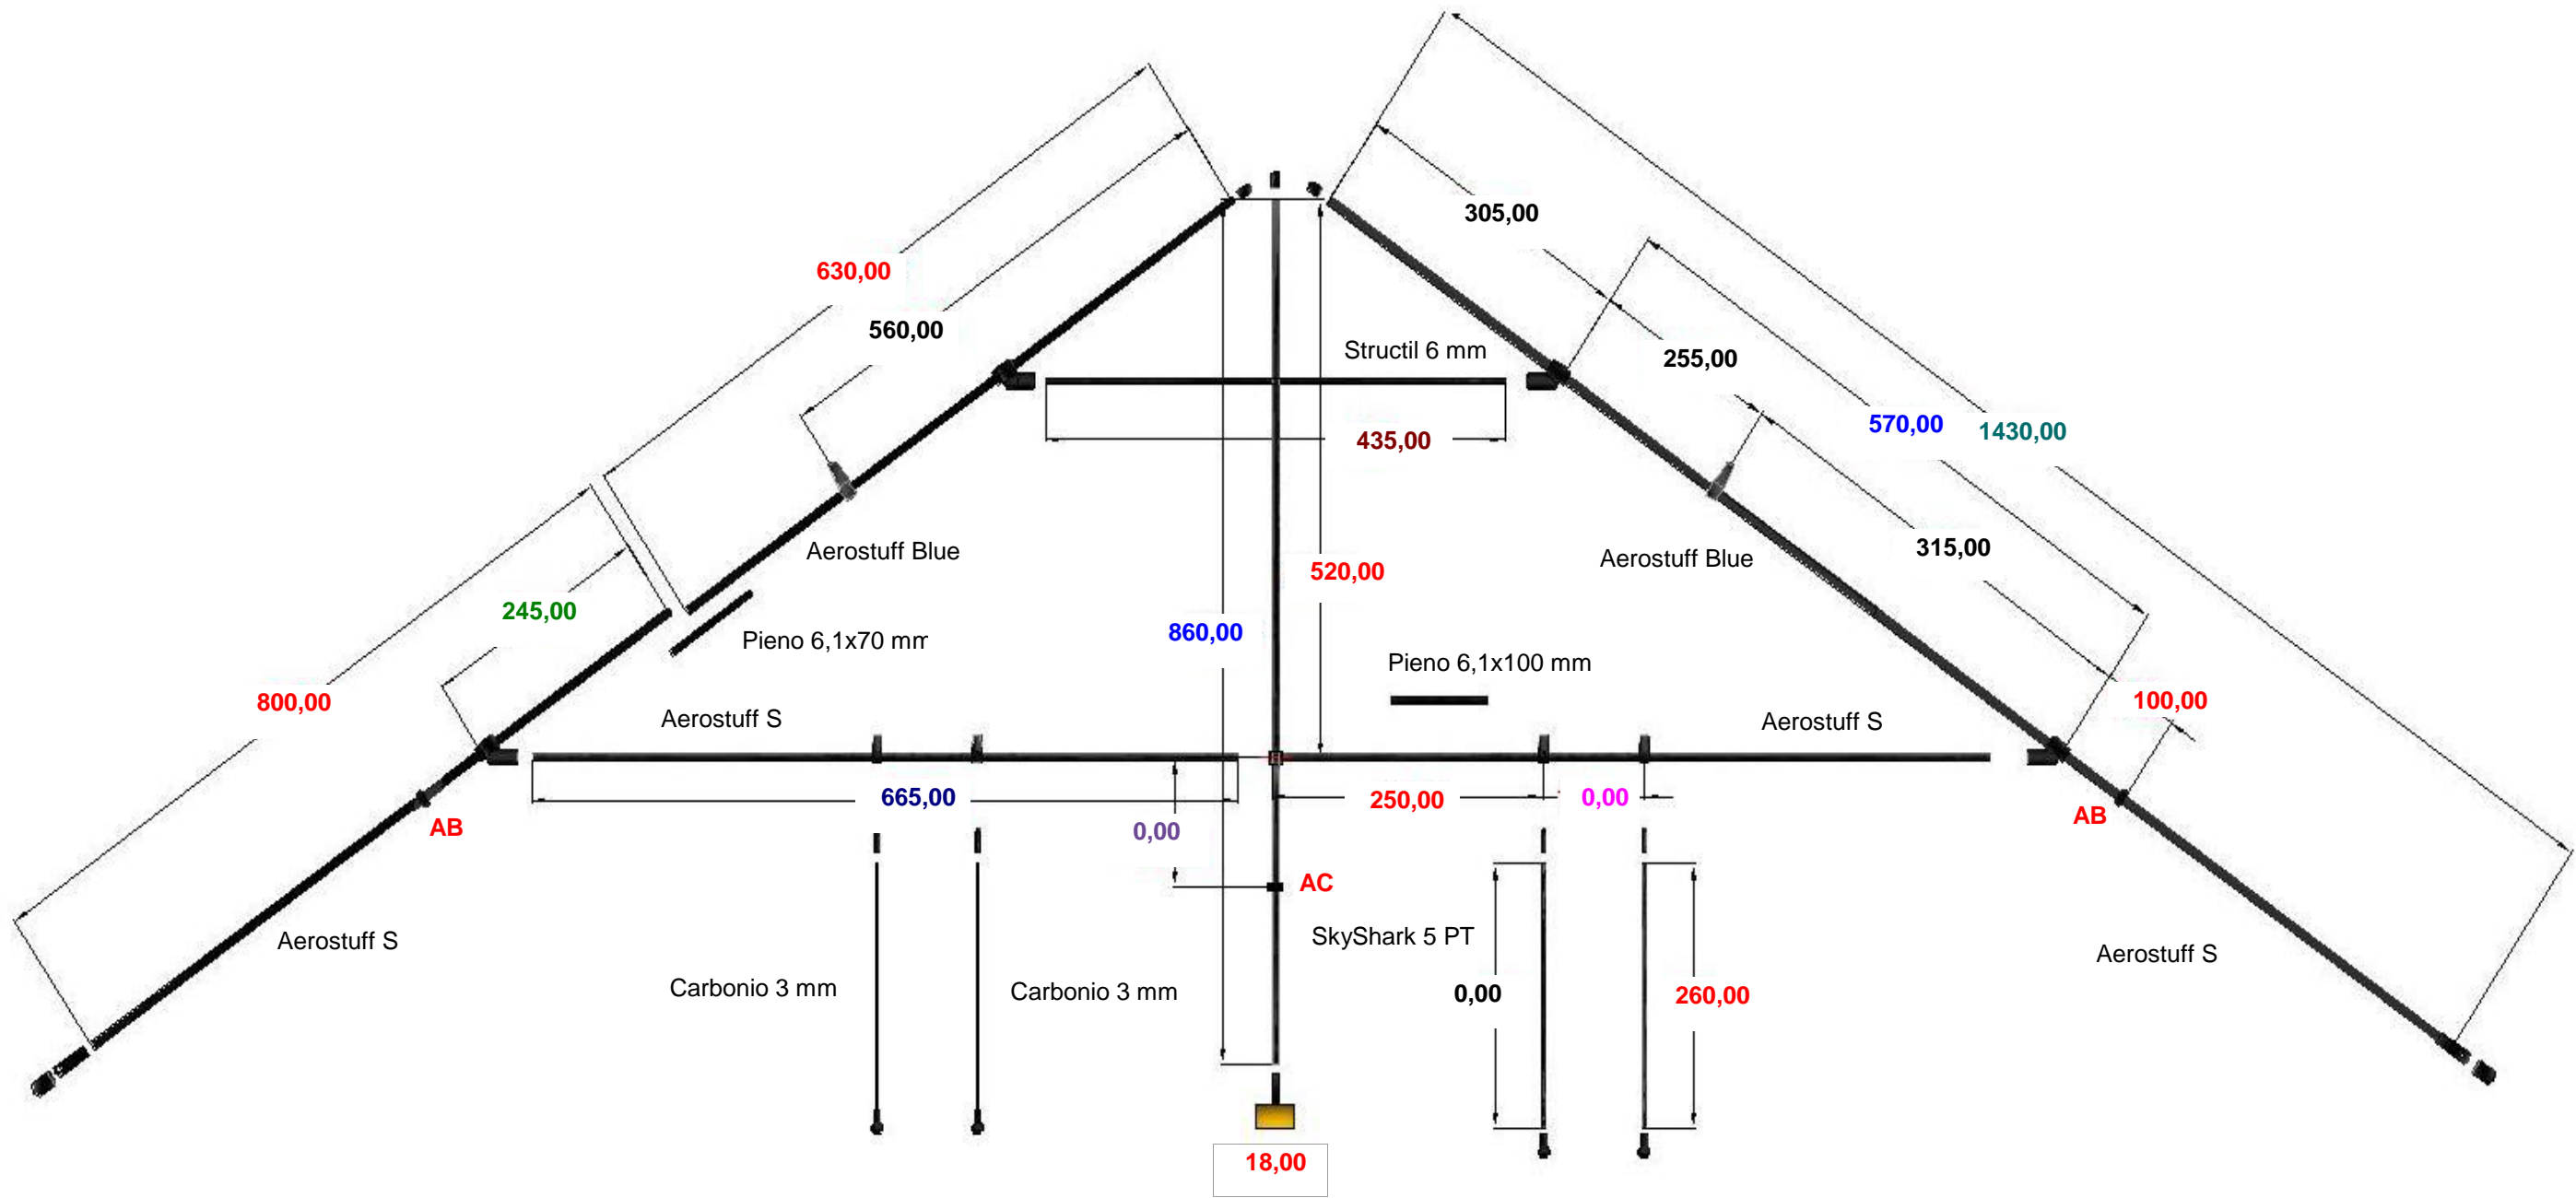 305,00
630,00
560,00
Structil 6 mm
255,00
570,00
1430,00
435,00
Aerostuff Blue
Aerostuff Blue
315,00
520,00
245,00
860,00
Pieno 6,1x70 mm
Pieno 6,1x100 mm
800,00
100,00
Aerostuff S
Aerostuff S
665,00
250,00
0,00
AB
0,00
AB
AC
Aerostuff S
SkyShark 5 PT
Aerostuff S
Carbonio 3 mm
Carbonio 3 mm
0,00
260,00
18,00